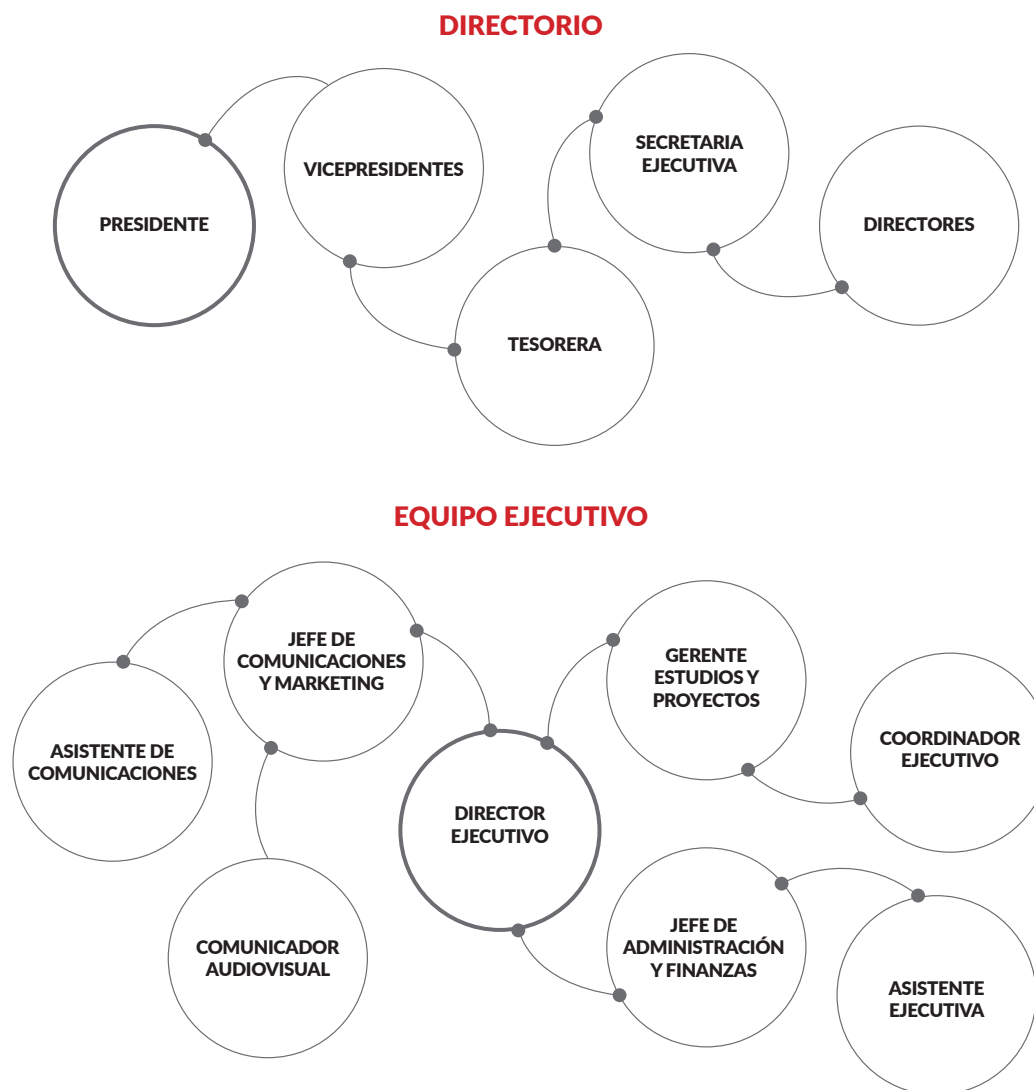 DIRECTORIO
PRESIDENTE
VICEPRESIDENTES
TESORERA
SECRETARIA
EJECUTIVA
DIRECTORES
EQUIPO EJECUTIVO
ASISTENTE DE
COMUNICACIONES
JEFE DE
COMUNICACIONES
Y MARKETING
COMUNICADOR
AUDIOVISUAL
DIRECTOR
EJECUTIVO
GERENTE
ESTUDIOS Y
PROYECTOS
COORDINADOR
EJECUTIVO
JEFE DE
ADMINISTRACIÓN
Y FINANZAS
ASISTENTE
EJECUTIVA